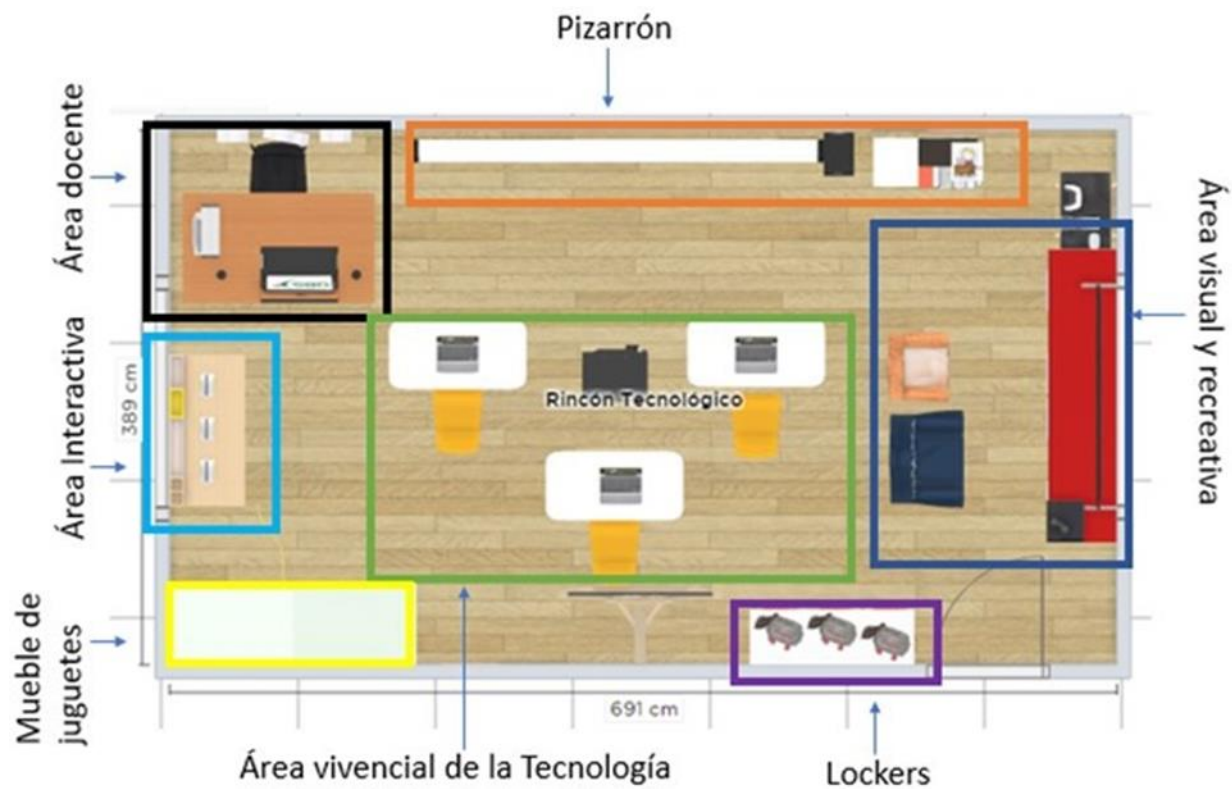 Pizarrón
Área docente
Área visual y recreativa
Rincón Tecnológico
Área Interactiva
389 cm
Mueble de
juguetes
691 cm
Área vivencial de la Tecnología
Lockers